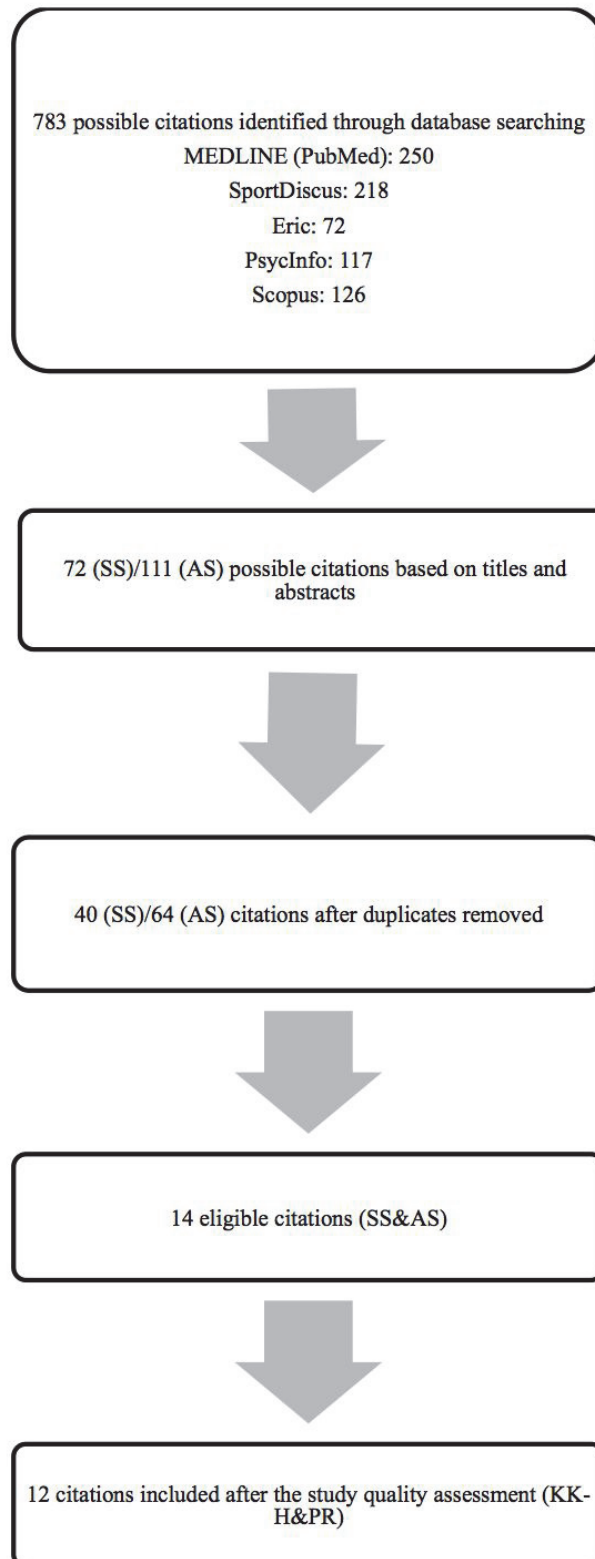 783 possible citations identified through database searching
MEDLINE (PubMed): 250
SportDiscus: 218
Eric: 72
PsycInfo: 117
Scopus: 126
72 (SS)/111 (AS) possible citations based on titles and
abstracts
40 (SS)/64 (AS) citations after duplicates removed
14 eligible citations (SS&AS)
12 citations included after the study quality assessment (KK-
H&PR)